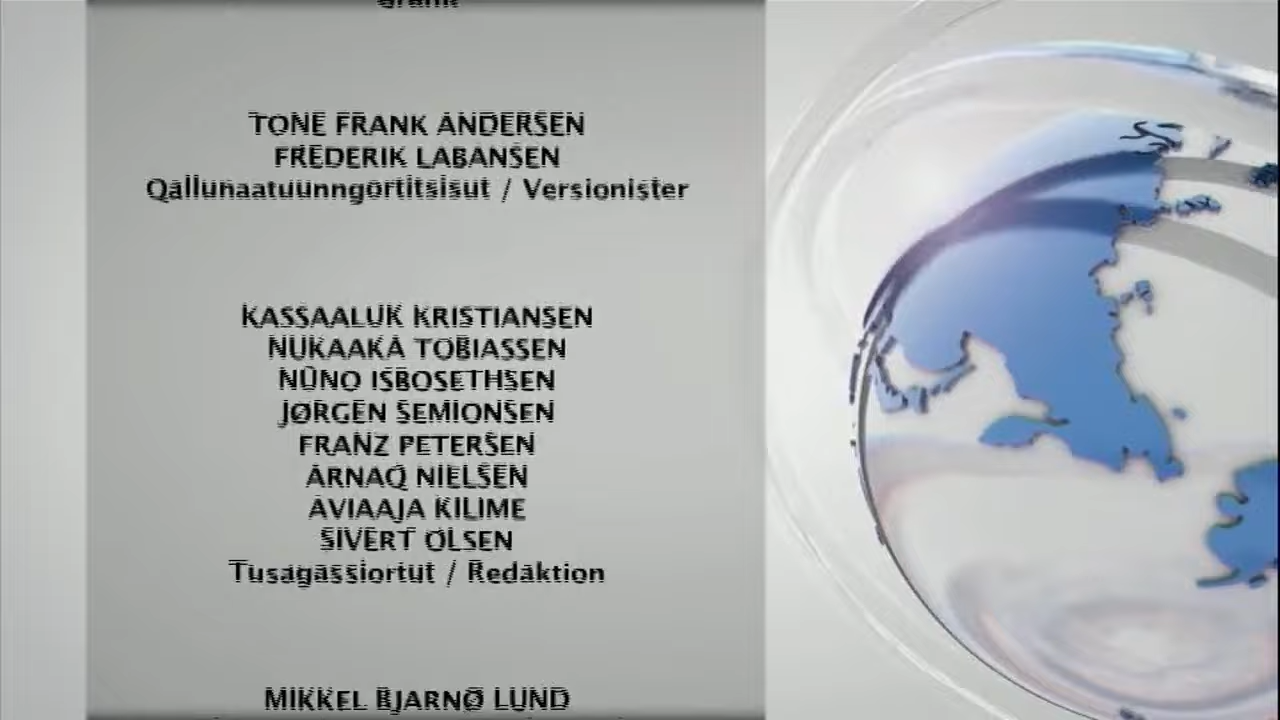 Grafik
TONE FRANK ANDERSEN
FREDERIK LABANSEN
Qallunaatuunngortitsisut / Versionister
KASSAALUK KRISTIANSEN
NUKAAKA TOBIASSEN
NUNO ISBOSETHSEN
JØRGEN SEMIONSEN
FRANZ PETERSEN
ARNAQ NIELSEN
AVIAAJA KILIME
SIVERT OLSEN
Tusagassiortut / Redaktion
MIKKEL BJARNØ LUND